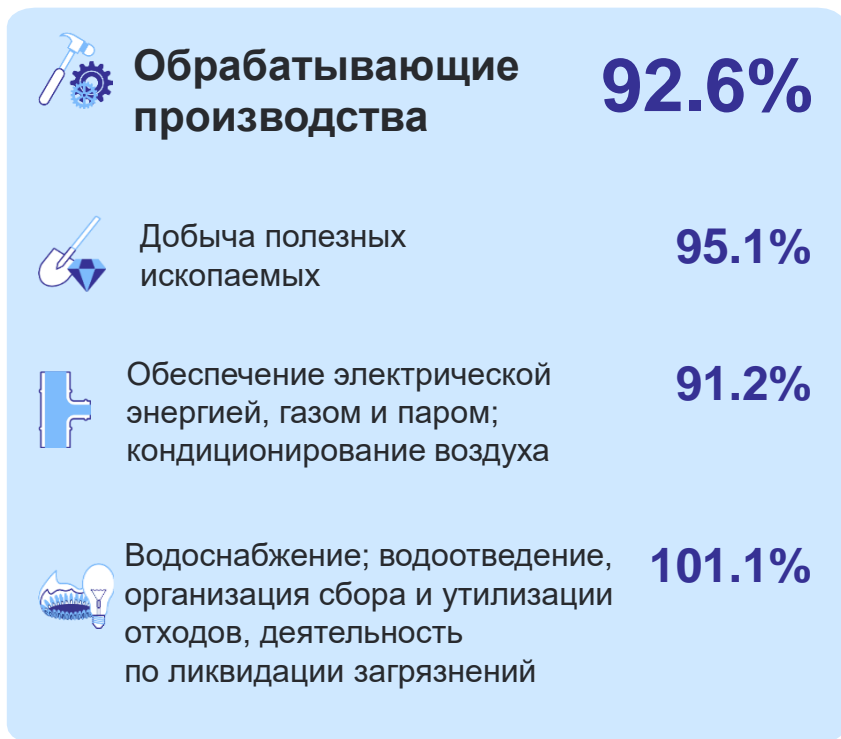 Обрабатывающие
производства
92.6%
Добыча полезных
ископаемых
95.1%
Обеспечение электрической
энергией, газом и паром;
кондиционирование воздуха
91.2%
Водоснабжение; водоотведение,
организация сбора и утилизации
отходов, деятельность
по ликвидации загрязнений
101.1%